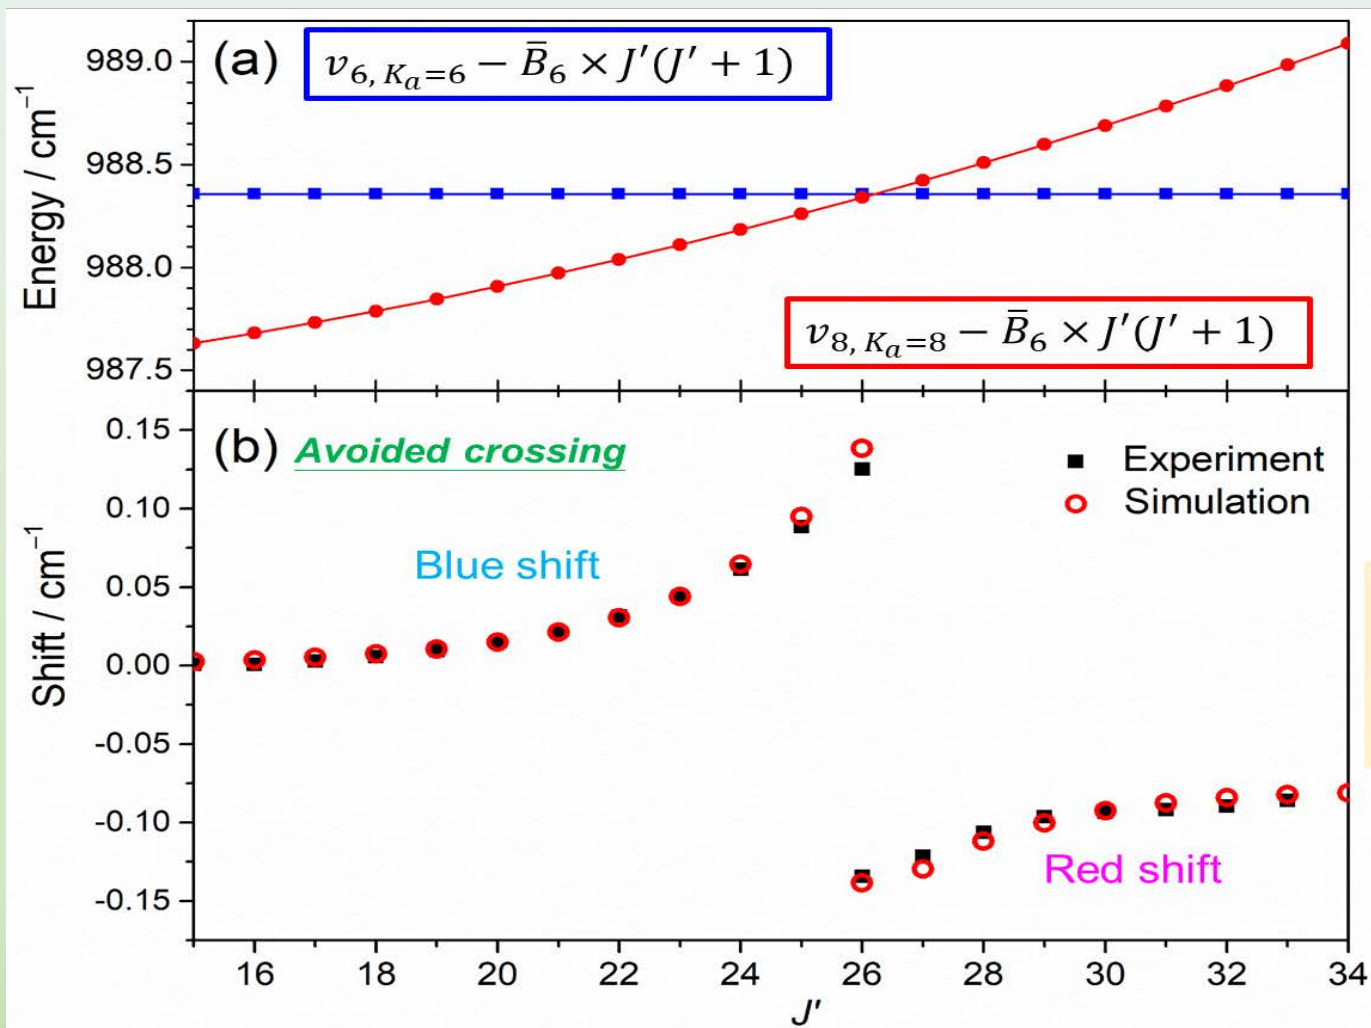 (a)
v₆, Kₐ=6 − B̄₆ × J′(J′ + 1)
989.0
988.5
988.0
987.5
Energy / cm⁻¹
v₈, Kₐ=8 − B̄₆ × J′(J′ + 1)
(b) Avoided crossing
Experiment
Simulation
Blue shift
Red shift
0.15
0.10
0.05
0.00
-0.05
-0.10
-0.15
Shift / cm⁻¹
16 18 20 22 24 26 28 30 32 34
J'